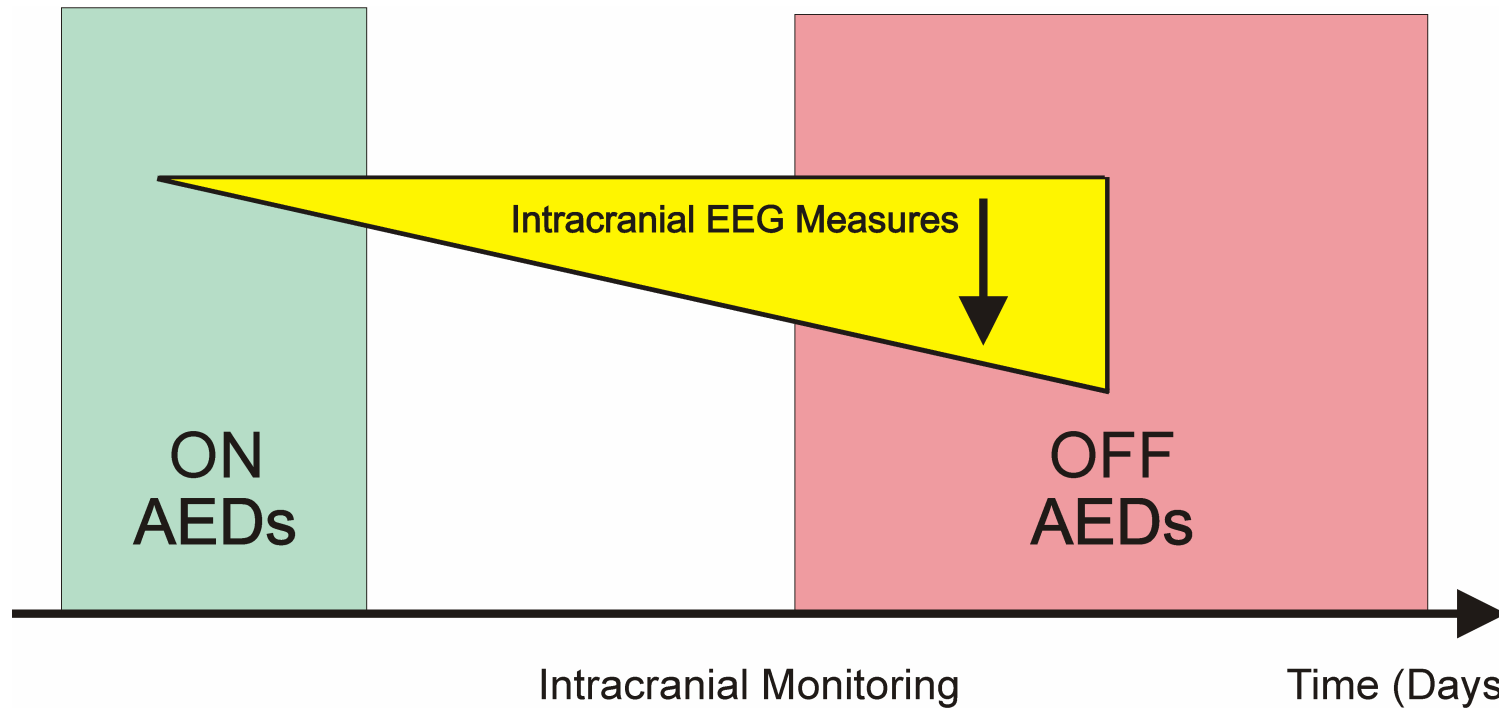 Intracranial EEG Measures
ON
AEDs
OFF
AEDs
Intracranial Monitoring
Time (Days